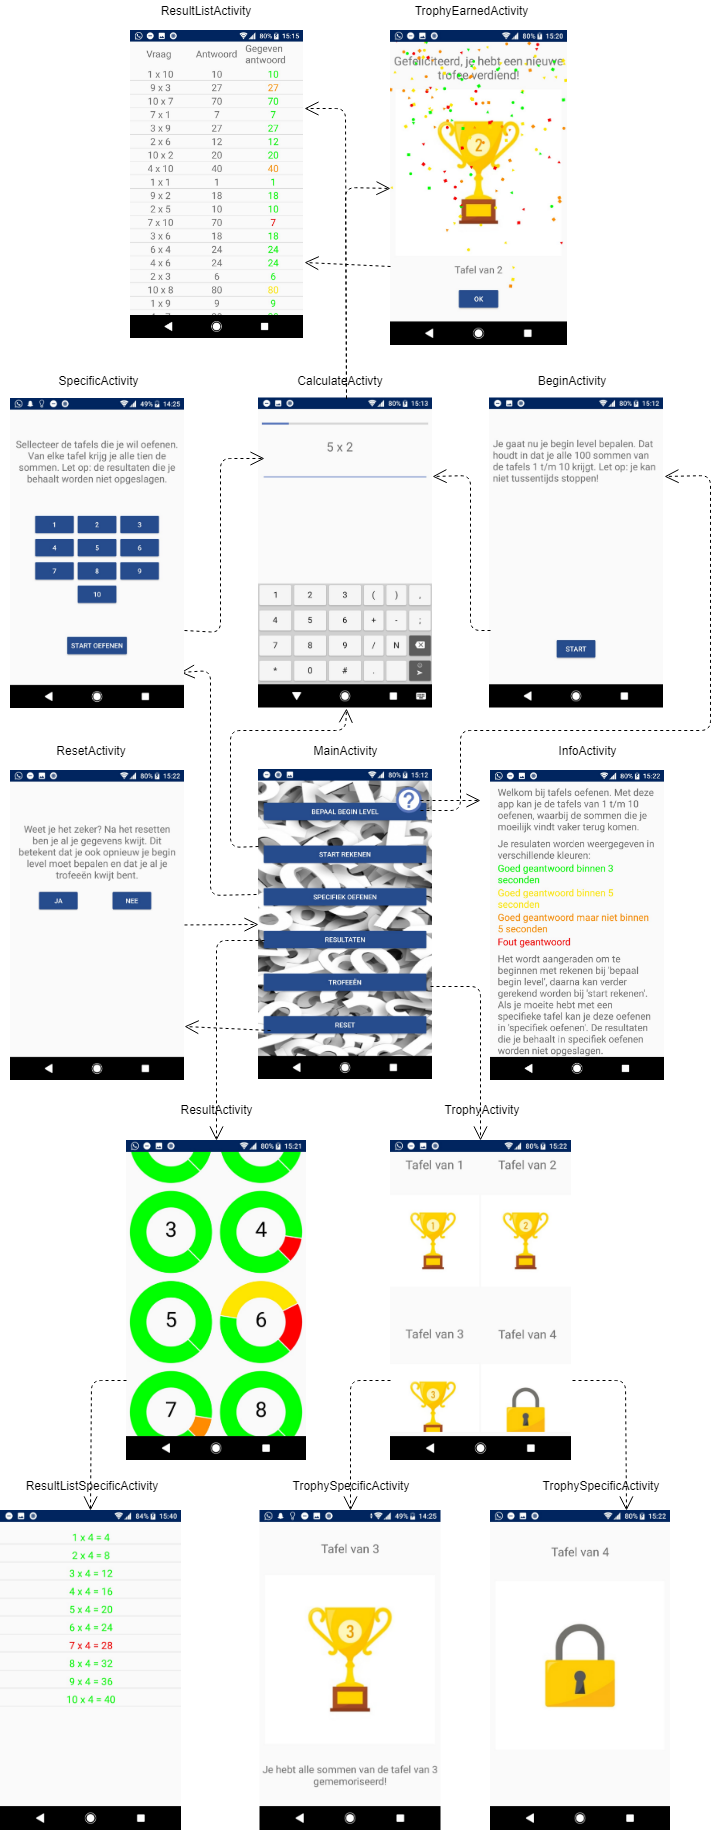 ResultListActivity
15:15
80%
Vraag Antwoord Gegeven antwoord
1 x 10 10 10
9 x 3 27 27
10 x 7 70 70
7 x 1 7 7
3 x 9 27 27
2 x 6 12 12
10 x 2 20 20
4 x 10 40 40
1 x 1 1 1
9 x 2 18 18
2 x 5 10 10
7 x 10 70 7
3 x 6 18 18
6 x 4 24 24
4 x 6 24 24
2 x 3 6 6
10 x 8 80 80
1 x 9 9 9
TrophyEarnedActivity
80% 15:20
Gefeliciteerd, je hebt een nieuwe
trofee verdiend!
2
Tafel van 2
OK
SpecificActivity
49% 14:25
Selecteer de tafels die je wil oefenen.
Van elke tafel krijg je alle tien de
sommen. Let op: de resultaten die je
behaalt worden niet opgeslagen.
1 2 3
4 5 6
7 8 9
10
START OEFENEN
CalculateActivty
80% 15:13
5 x 2
1 2 3 ( ) ,
4 5 6 + - ;
7 8 9 / N
* 0 # .
BeginActivity
80% 15:12
Je gaat nu je begin level bepalen. Dat
houdt in dat je alle 100 sommen van
de tafels 1 t/m 10 krijgt. Let op: je kan
niet tussentijds stoppen!
START
ResetActivity
80% 15:22
Weet je het zeker? Na het resetten
ben je al je gegevens kwijt. Dit
betekent dat je ook opnieuw je begin
level moet bepalen en dat je al je
trofeeën kwijt bent.
JA NEE
MainActivity
80% 15:12
?
BEPAAL BEGIN LEVEL
START REKENEN
SPECIFIEK OEFENEN
RESULTATEN
TROFEEËN
RESET
InfoActivity
80% 15:22
Welkom bij tafels oefenen. Met deze
app kan je de tafels van 1 t/m 10
oefenen, waarbij de sommen die je
moeilijk vindt vaker terug komen.
Je resulaten worden weergegeven in
verschillende kleuren:
Goed geantwoord binnen 3
seconden
Goed geantwoord binnen 5
seconden
Goed geantwoord maar niet binnen
5 seconden
Fout geantwoord
Het wordt aangeraden om te
beginnen met rekenen bij 'bepaal
begin level', daarna kan verder
gerekend worden bij 'start rekenen'.
Als je moeite hebt met een
specifieke tafel kan je deze oefenen
in 'specifiek oefenen'. De resultaten
die je behaalt in specifiek oefenen
worden niet opgeslagen.
ResultActivity
80% 15:21
3 4
5 6
7 8
TrophyActivity
80% 15:22
Tafel van 1 Tafel van 2
1 2
Tafel van 3 Tafel van 4
3
ResultListSpecificActivity
84% 15:40
1 x 4 = 4
2 x 4 = 8
3 x 4 = 12
4 x 4 = 16
5 x 4 = 20
6 x 4 = 24
7 x 4 = 28
8 x 4 = 32
9 x 4 = 36
10 x 4 = 40
TrophySpecificActivity
49% 14:25
Tafel van 3
3
Je hebt alle sommen van de tafel van 3
gememoriseerd!
TrophySpecificActivity
80% 15:22
Tafel van 4